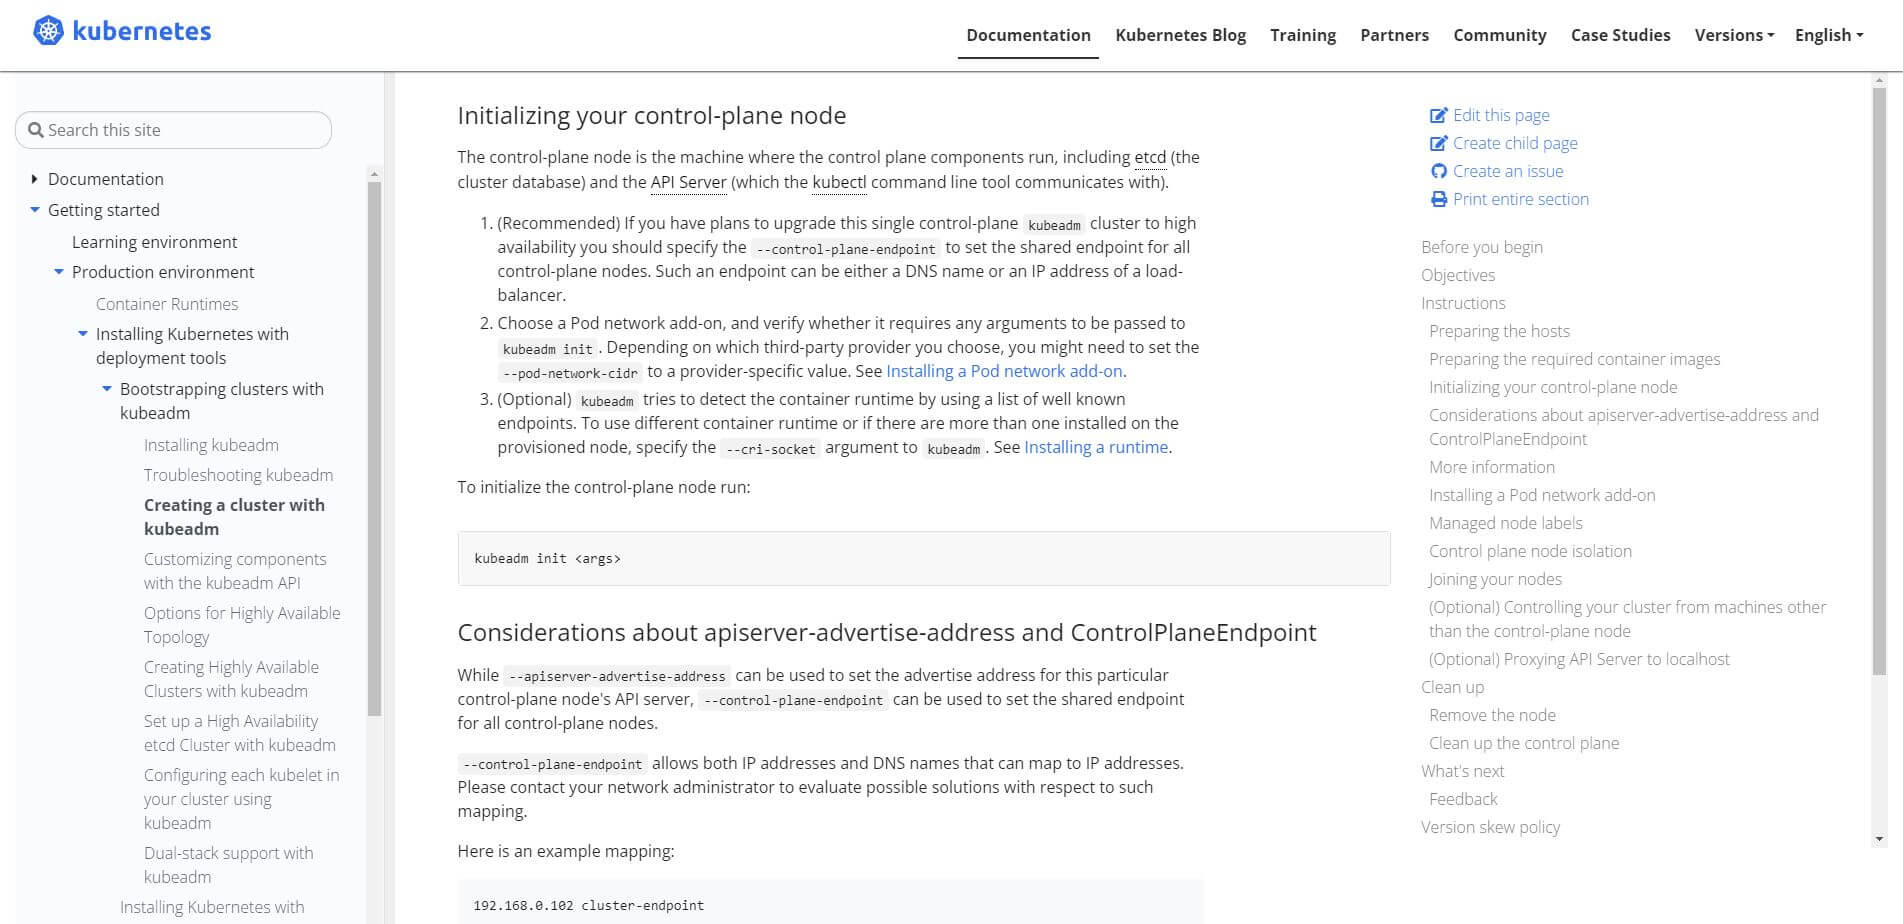 kubernetes
Documentation Kubernetes Blog Training Partners Community Case Studies Versions English
Search this site
Documentation
Getting started
Learning environment
Production environment
Container Runtimes
Installing Kubernetes with
deployment tools
Bootstrapping clusters with
kubeadm
Installing kubeadm
Troubleshooting kubeadm
Creating a cluster with
kubeadm
Customizing components
with the kubeadm API
Options for Highly Available
Topology
Creating Highly Available
Clusters with kubeadm
Set up a High Availability
etcd Cluster with kubeadm
Configuring each kubelet in
your cluster using
kubeadm
Dual-stack support with
kubeadm
Installing Kubernetes with
Initializing your control-plane node
The control-plane node is the machine where the control plane components run, including etcd (the
cluster database) and the API Server (which the kubectl command line tool communicates with).
1. (Recommended) If you have plans to upgrade this single control-plane kubeadm cluster to high
availability you should specify the --control-plane-endpoint to set the shared endpoint for all
control-plane nodes. Such an endpoint can be either a DNS name or an IP address of a load-
balancer.
2. Choose a Pod network add-on, and verify whether it requires any arguments to be passed to
kubeadm init. Depending on which third-party provider you choose, you might need to set the
--pod-network-cidr to a provider-specific value. See Installing a Pod network add-on.
3. (Optional) kubeadm tries to detect the container runtime by using a list of well known
endpoints. To use different container runtime or if there are more than one installed on the
provisioned node, specify the --cri-socket argument to kubeadm. See Installing a runtime.
To initialize the control-plane node run:
kubeadm init <args>
Considerations about apiserver-advertise-address and ControlPlaneEndpoint
While --apiserver-advertise-address can be used to set the advertise address for this particular
control-plane node's API server, --control-plane-endpoint can be used to set the shared endpoint
for all control-plane nodes.
--control-plane-endpoint allows both IP addresses and DNS names that can map to IP addresses.
Please contact your network administrator to evaluate possible solutions with respect to such
mapping.
Here is an example mapping:
192.168.0.102 cluster-endpoint
Edit this page
Create child page
Create an issue
Print entire section
Before you begin
Objectives
Instructions
Preparing the hosts
Preparing the required container images
Initializing your control-plane node
Considerations about apiserver-advertise-address and
ControlPlaneEndpoint
More information
Installing a Pod network add-on
Managed node labels
Control plane node isolation
Joining your nodes
(Optional) Controlling your cluster from machines other
than the control-plane node
(Optional) Proxying API Server to localhost
Clean up
Remove the node
Clean up the control plane
What's next
Feedback
Version skew policy